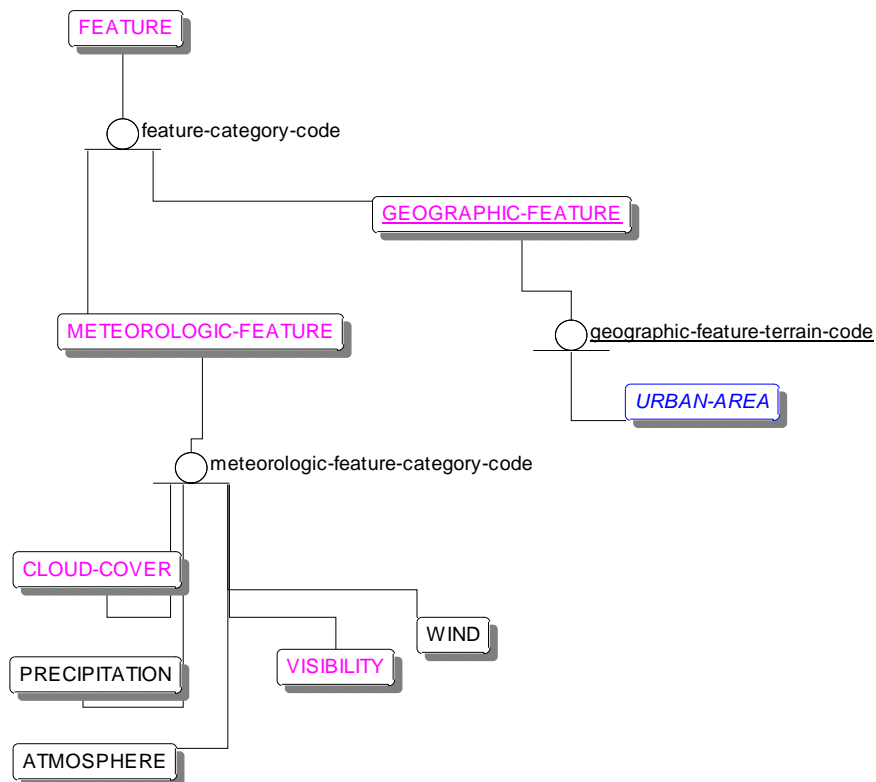 FEATURE
feature-category-code
GEOGRAPHIC-FEATURE
METEOROLOGIC-FEATURE
geographic-feature-terrain-code
URBAN-AREA
meteorologic-feature-category-code
CLOUD-COVER
WIND
PRECIPITATION
VISIBILITY
ATMOSPHERE